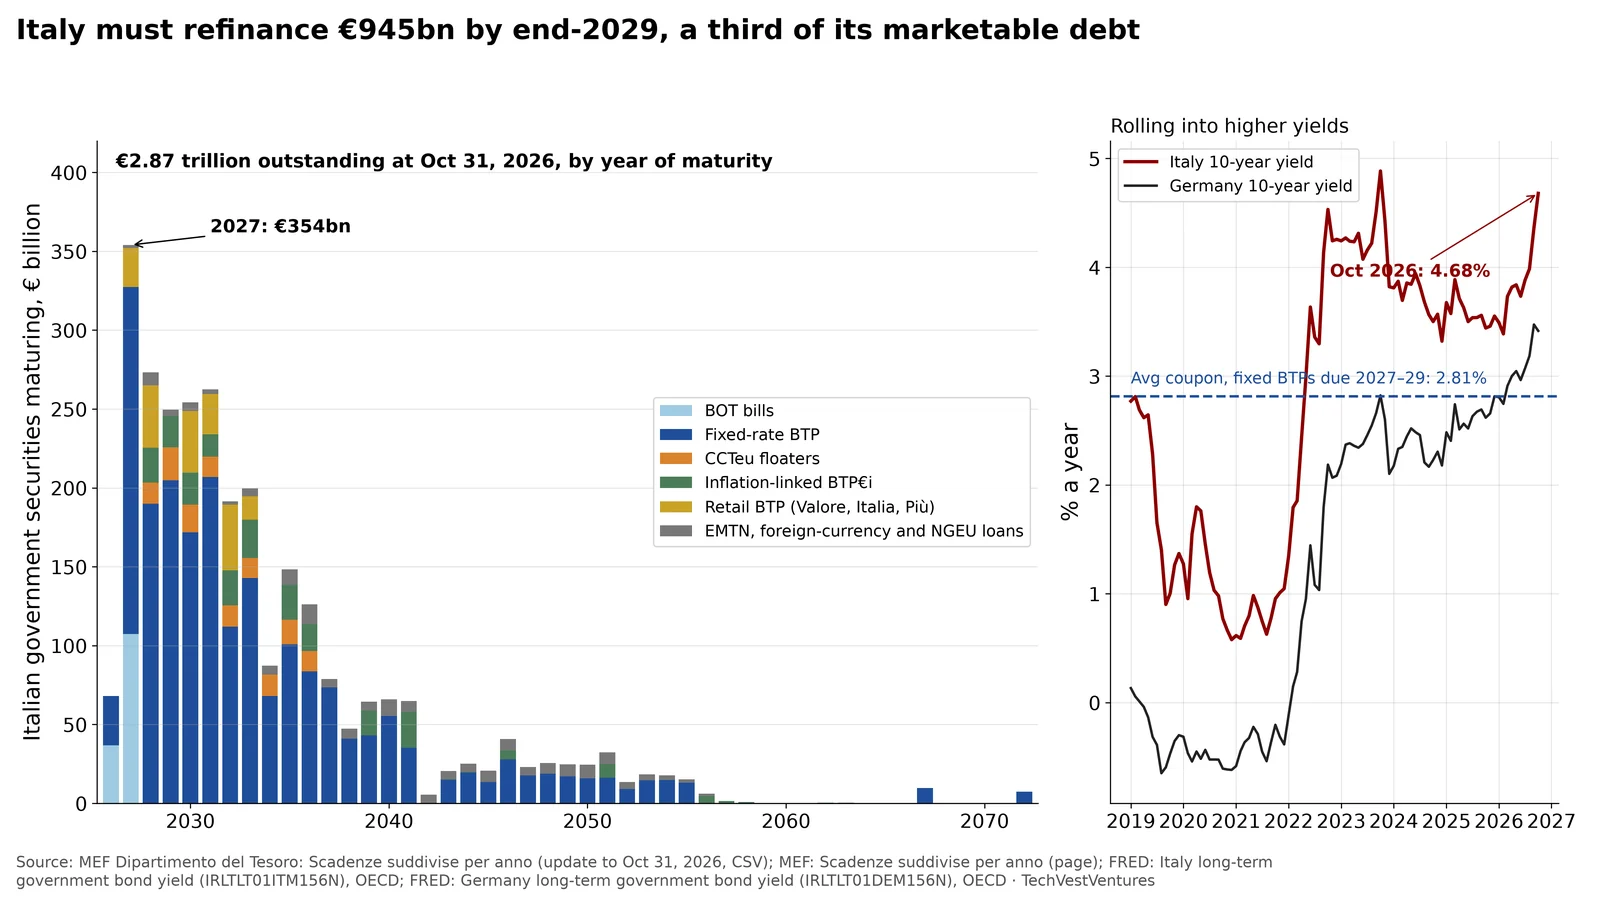 Italy must refinance €945bn by end-2029, a third of its marketable debt
€2.87 trillion outstanding at Oct 31, 2026, by year of maturity
2027: €354bn
Italian government securities maturing, € billion
400
350
300
250
200
150
100
50
0
BOT bills
Fixed-rate BTP
CCTeu floaters
Inflation-linked BTP€i
Retail BTP (Valore, Italia, Più)
EMTN, foreign-currency and NGEU loans
2030 2040 2050 2060 2070
Rolling into higher yields
Italy 10-year yield
Germany 10-year yield
Oct 2026: 4.68%
Avg coupon, fixed BTPs due 2027–29: 2.81%
% a year
5
4
3
2
1
0
2019 2020 2021 2022 2023 2024 2025 2026 2027
Source: MEF Dipartimento del Tesoro: Scadenze suddivise per anno (update to Oct 31, 2026, CSV); MEF: Scadenze suddivise per anno (page); FRED: Italy long-term
government bond yield (IRLTLT01ITM156N), OECD; FRED: Germany long-term government bond yield (IRLTLT01DEM156N), OECD · TechVestVentures